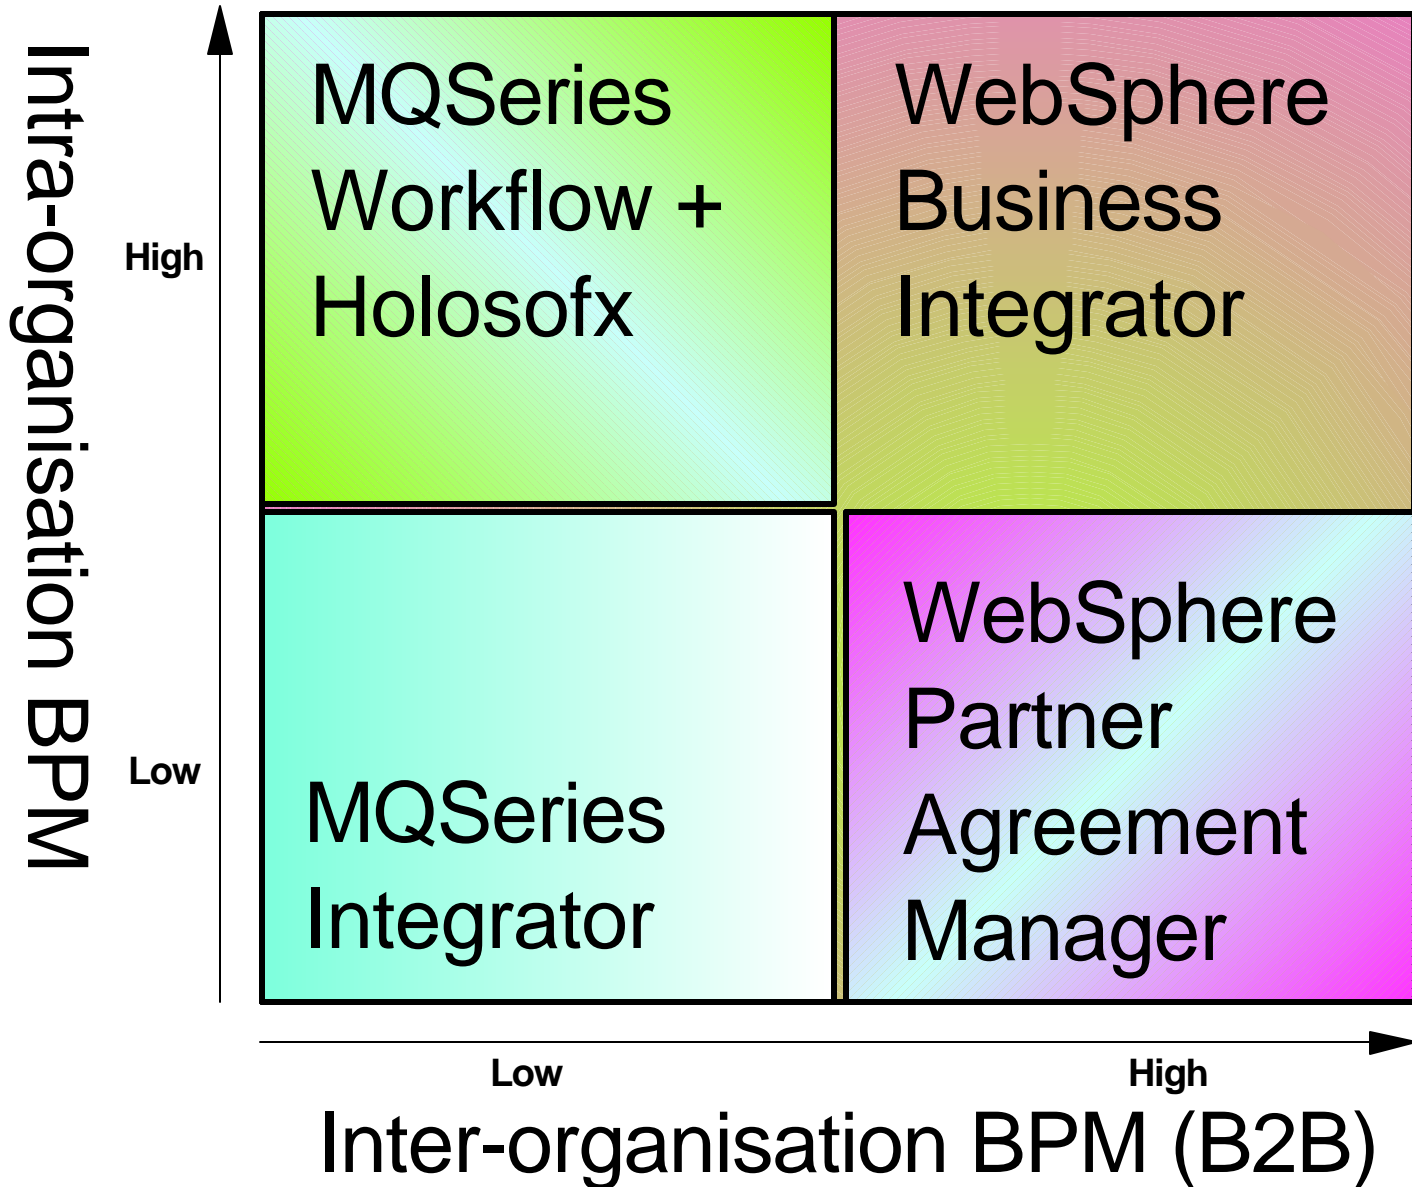 Intra-organisation BPM
High
Low
MQSeries
Workflow +
Holosofx
WebSphere
Business
Integrator
MQSeries
Integrator
WebSphere
Partner
Agreement
Manager
Low
High
Inter-organisation BPM (B2B)